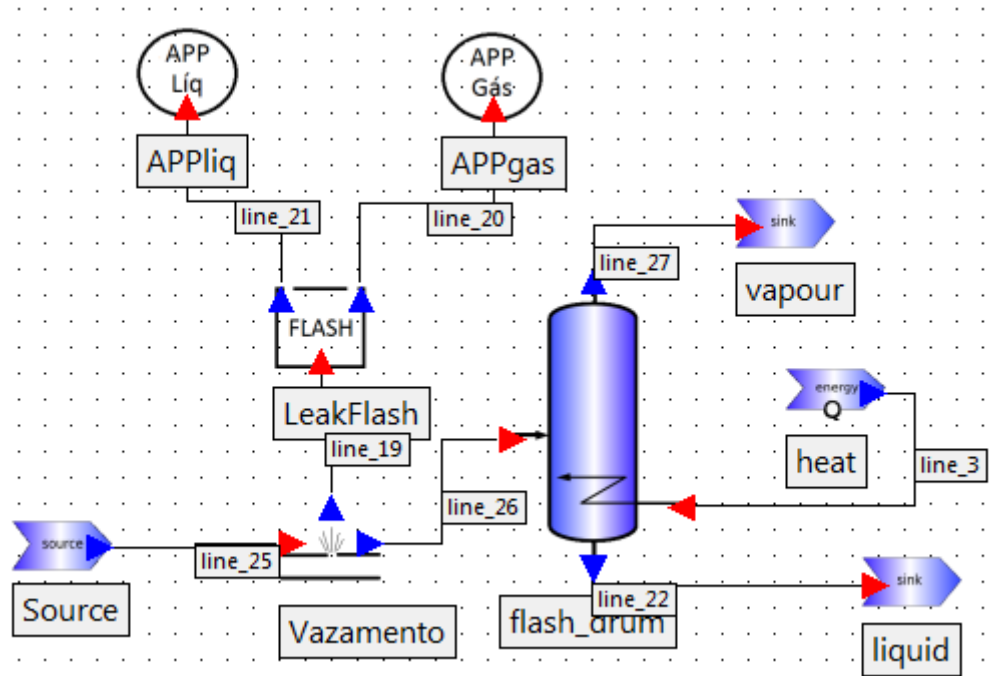 APP
Líq
APP
Gás
APPliq
APPgas
line_21
line_20
sink
line_27
vapour
FLASH
LeakFlash
energy
Q
line_19
heat
line_3
line_26
source
line_25
Source
Vazamento
flash_drum
line_22
sink
liquid